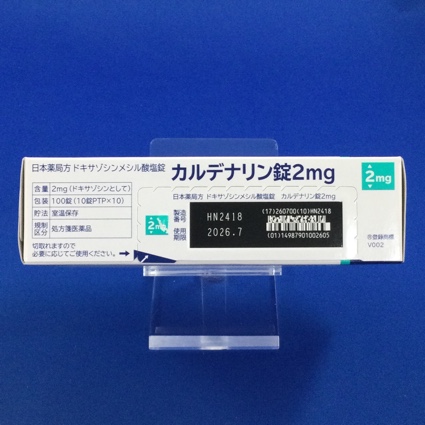 日本薬局方 ドキサゾシンメシル酸塩錠 カルデナリン錠2mg
2mg
含量 2mg(ドキサゾシンとして)
包装 100錠(10錠PTP×10)
貯法 室温保存
規制区分 処方箋医薬品
切取れますので
必要に応じてご使用ください。
日本薬局方 ドキサゾシンメシル酸塩錠 カルデナリン錠2mg
2mg
製造番号 HN2418
使用期限 2026.7
(17)260700(10)HN2418
(01)14987901002605
®登録商標
V002